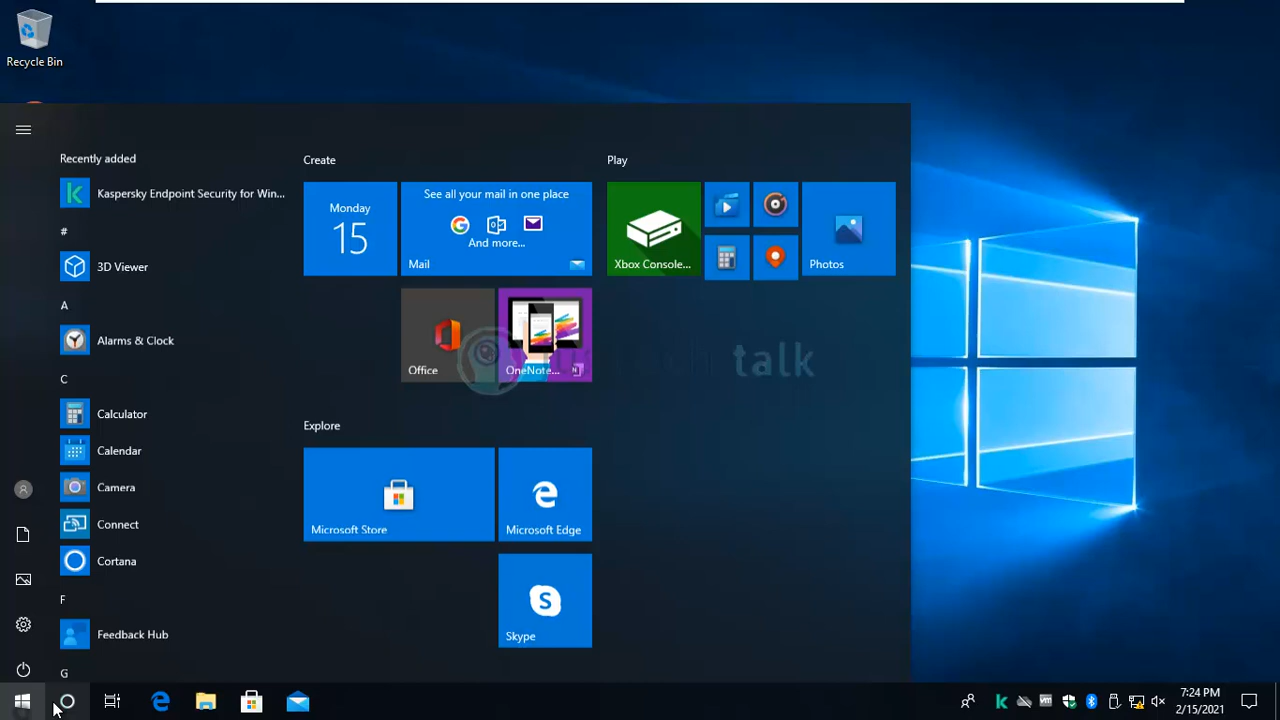 Recycle Bin
Recently added
Kaspersky Endpoint Security for Win...
#
3D Viewer
A
Alarms & Clock
C
Calculator
Calendar
Camera
Connect
Cortana
F
Feedback Hub
G
Create
Monday
15
See all your mail in one place
And more...
Mail
Office
OneNote...
Explore
Microsoft Store
Microsoft Edge
Skype
Play
Xbox Console...
Photos
talk
7:24 PM
2/15/2021